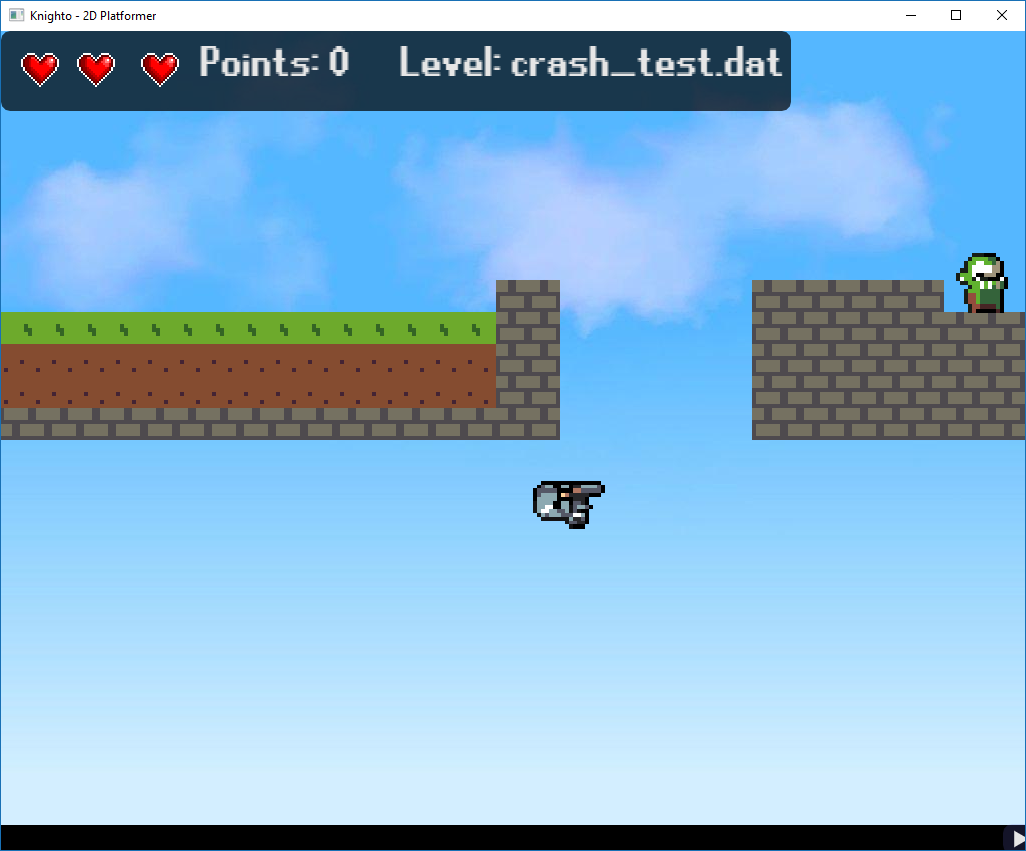 Knighto - 2D Platformer
Points: 0 Level: crash_test.dat